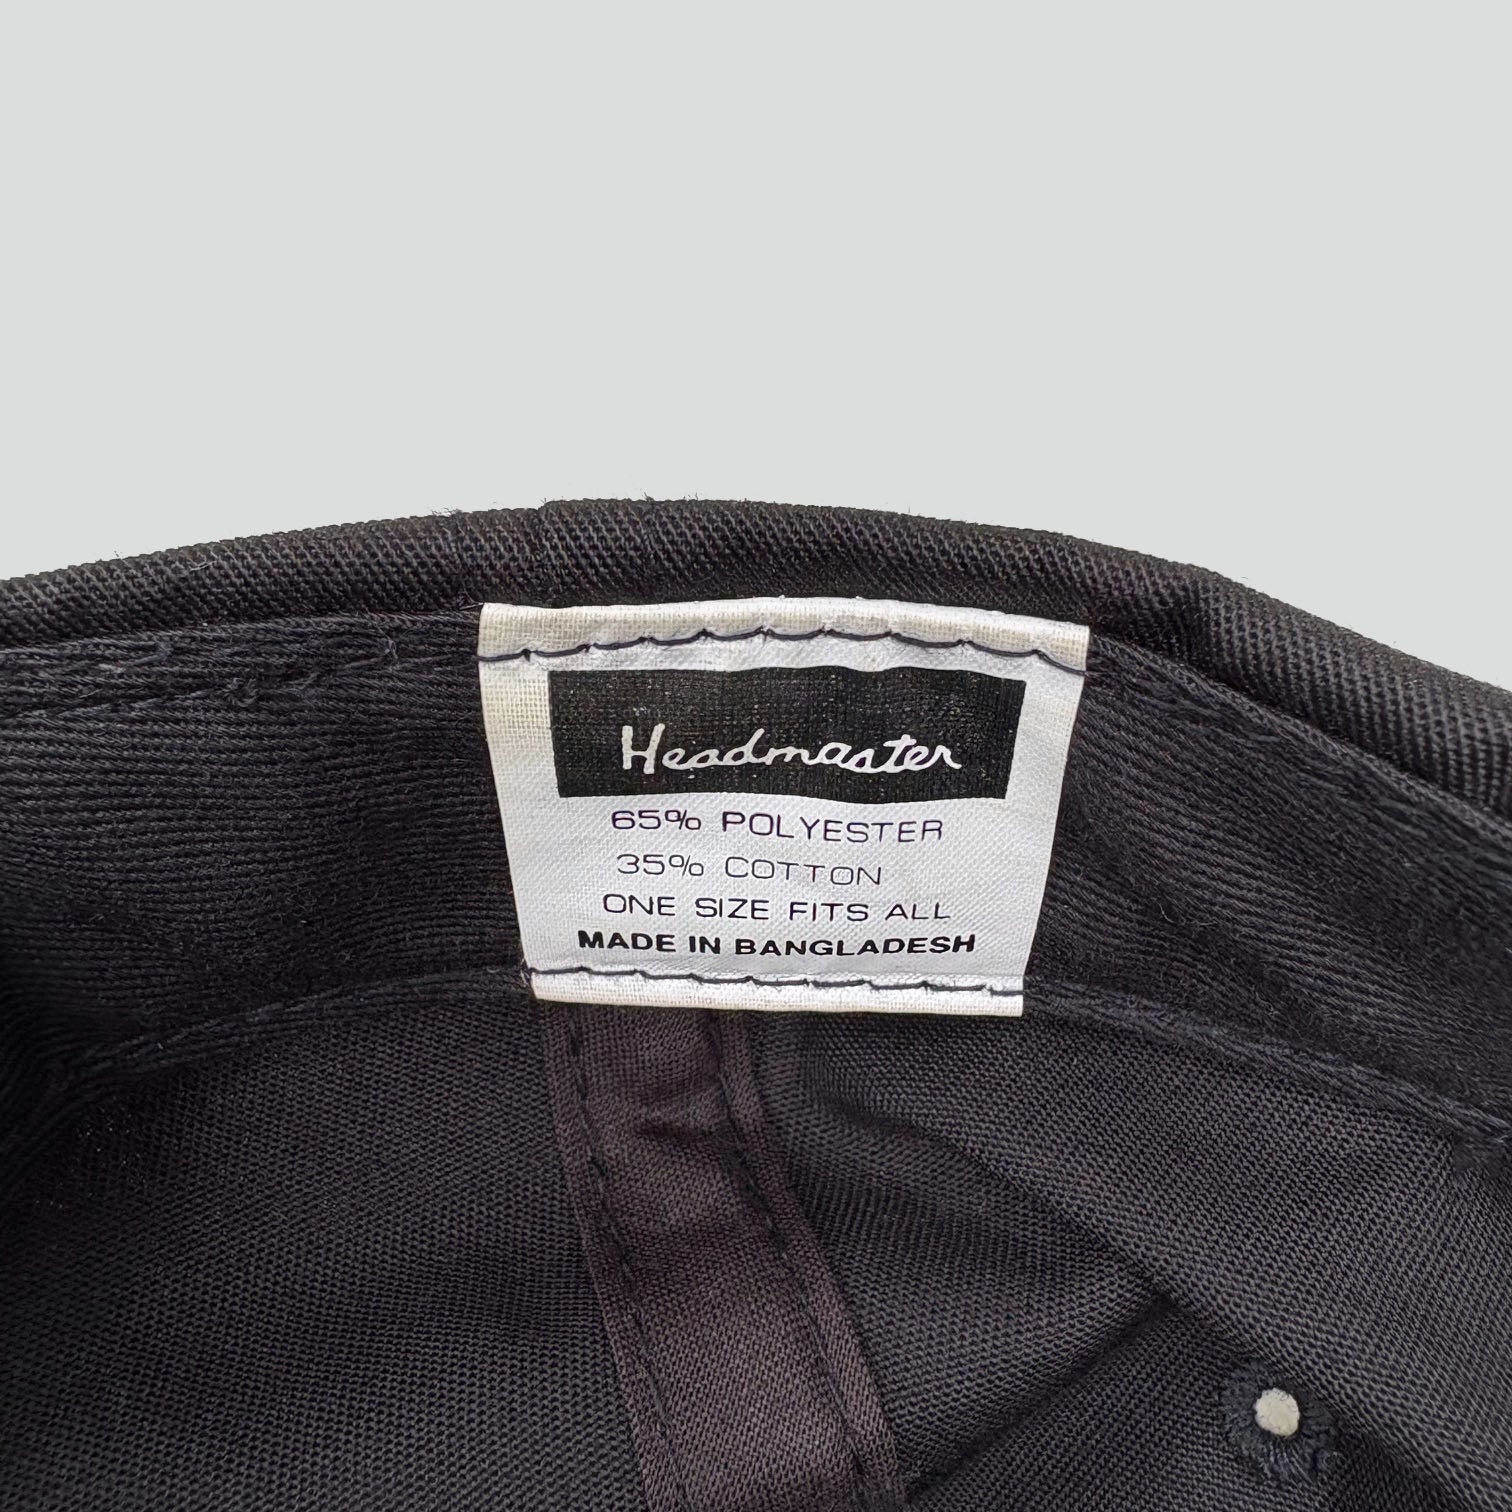 Headmaster
65% POLYESTER
35% COTTON
ONE SIZE FITS ALL
MADE IN BANGLADESH